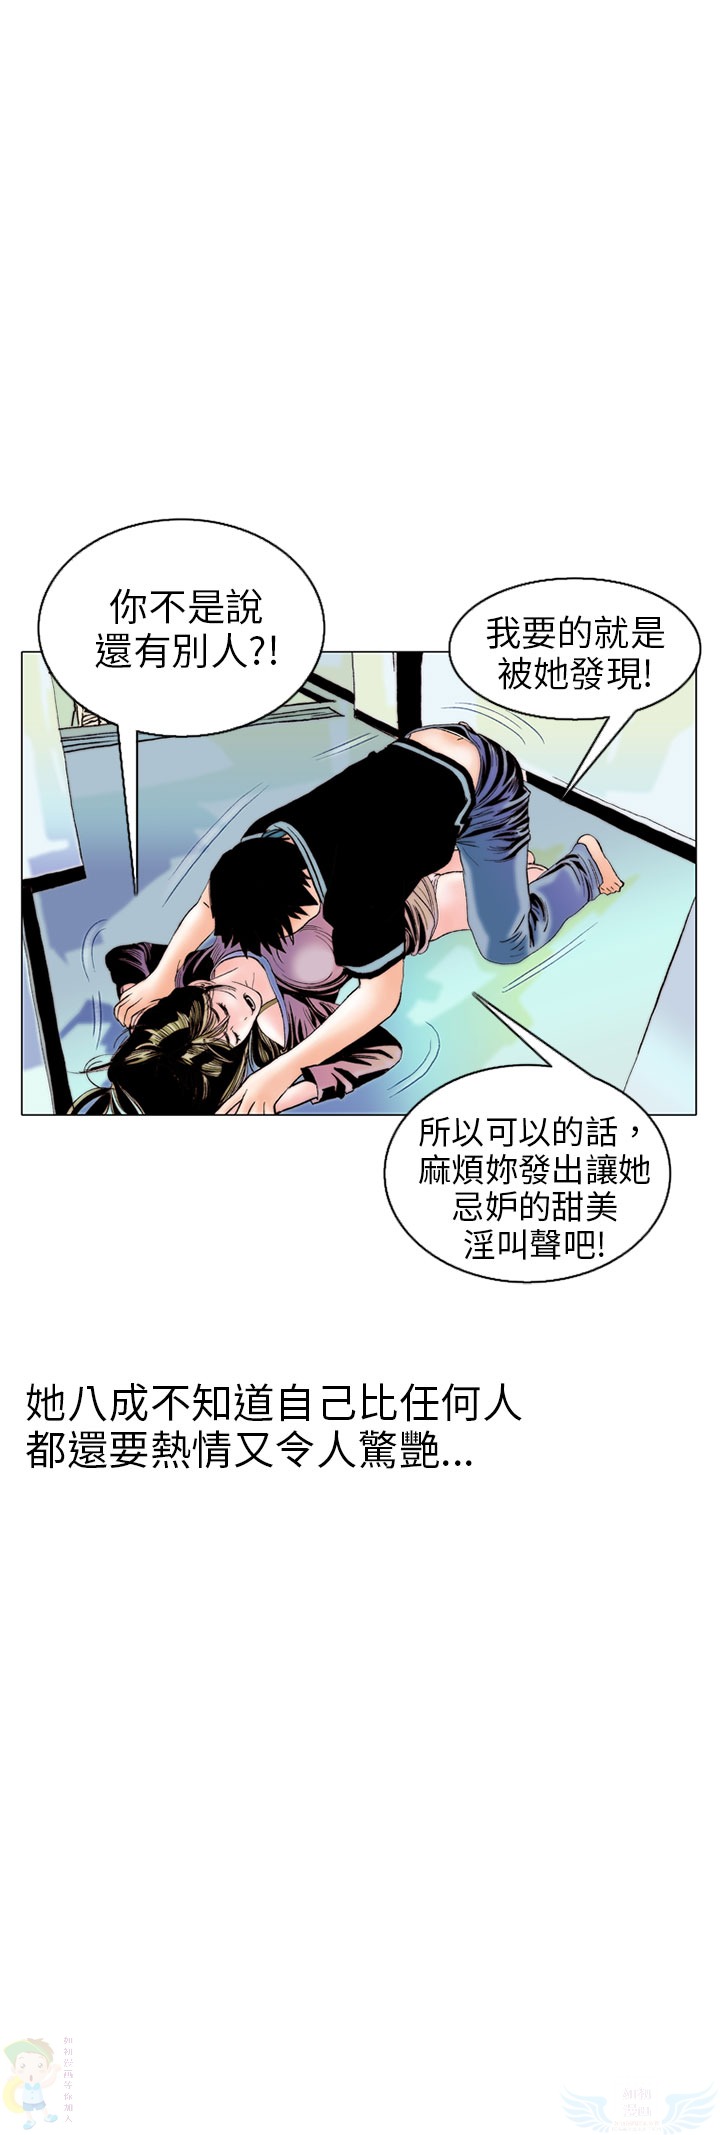 你不是說
還有別人?!
我要的就是
被她發現!
所以可以的話，
麻煩妳發出讓她
忌妒的甜美
淫叫聲吧!
她八成不知道自己比任何人
都還要熱情又令人驚艷...